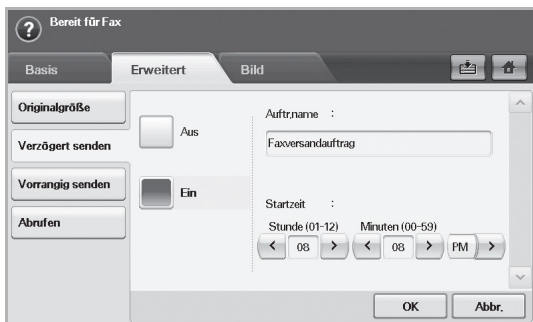 Bereit für Fax
Basis Erweitert Bild
Originalgröße
Verzögert senden
Vorrangig senden
Abrufen
Aus
Ein
Auftr,name :
Faxversandauftrag
Startzeit :
Stunde (01-12) Minuten (00-59)
08 08 PM
OK Abbr.